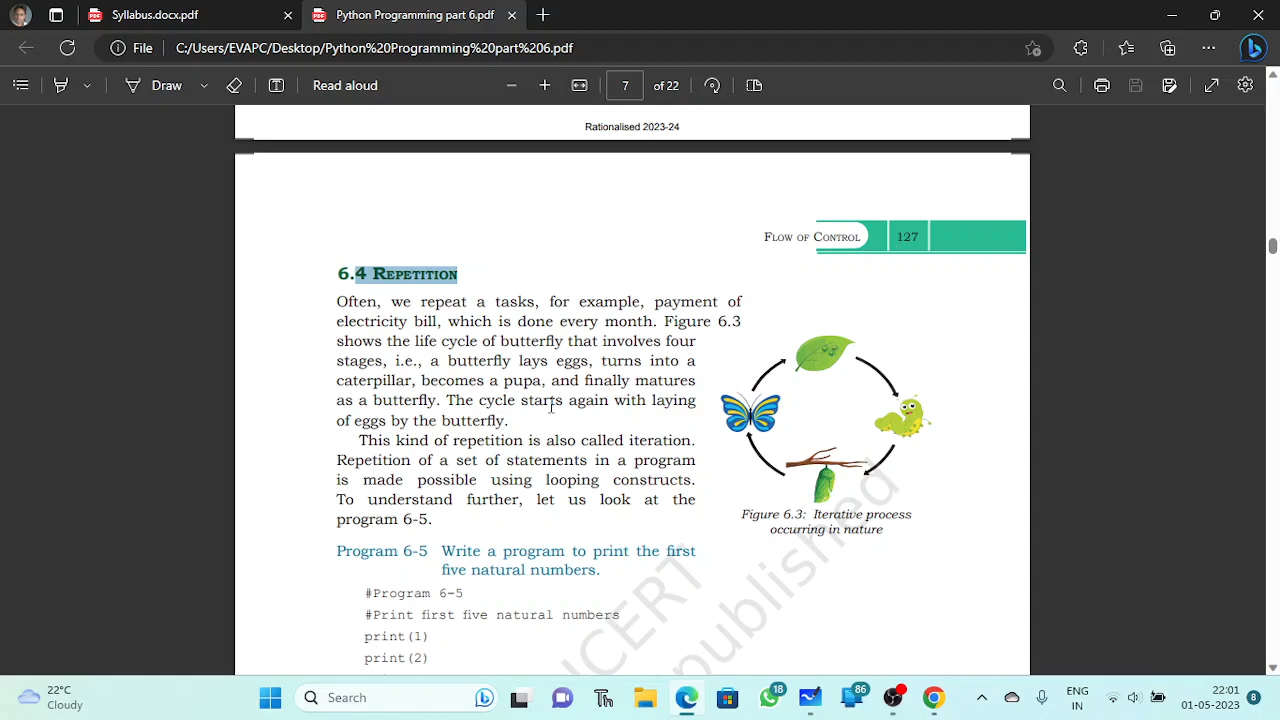 Syllabus.docx.pdf
Python Programming part 6.pdf
File
C:/Users/EVAPC/Desktop/Python%20Programming%20part%206.pdf
Draw
Read aloud
7
of 22
Rationalised 2023-24
FLOW OF CONTROL
127
6.4 REPETITION
Often, we repeat a tasks, for example, payment of
electricity bill, which is done every month. Figure 6.3
shows the life cycle of butterfly that involves four
stages, i.e., a butterfly lays eggs, turns into a
caterpillar, becomes a pupa, and finally matures
as a butterfly. The cycle starts again with laying
of eggs by the butterfly.
This kind of repetition is also called iteration.
Repetition of a set of statements in a program
is made possible using looping constructs.
To understand further, let us look at the
program 6-5.
Figure 6.3: Iterative process
occurring in nature
Program 6-5 Write a program to print the first
five natural numbers.
#Program 6-5
#Print first five natural numbers
print(1)
print(2)
NCERT
published
22°C
Cloudy
Search
18
86
ENG
IN
22:01
01-05-2023
8